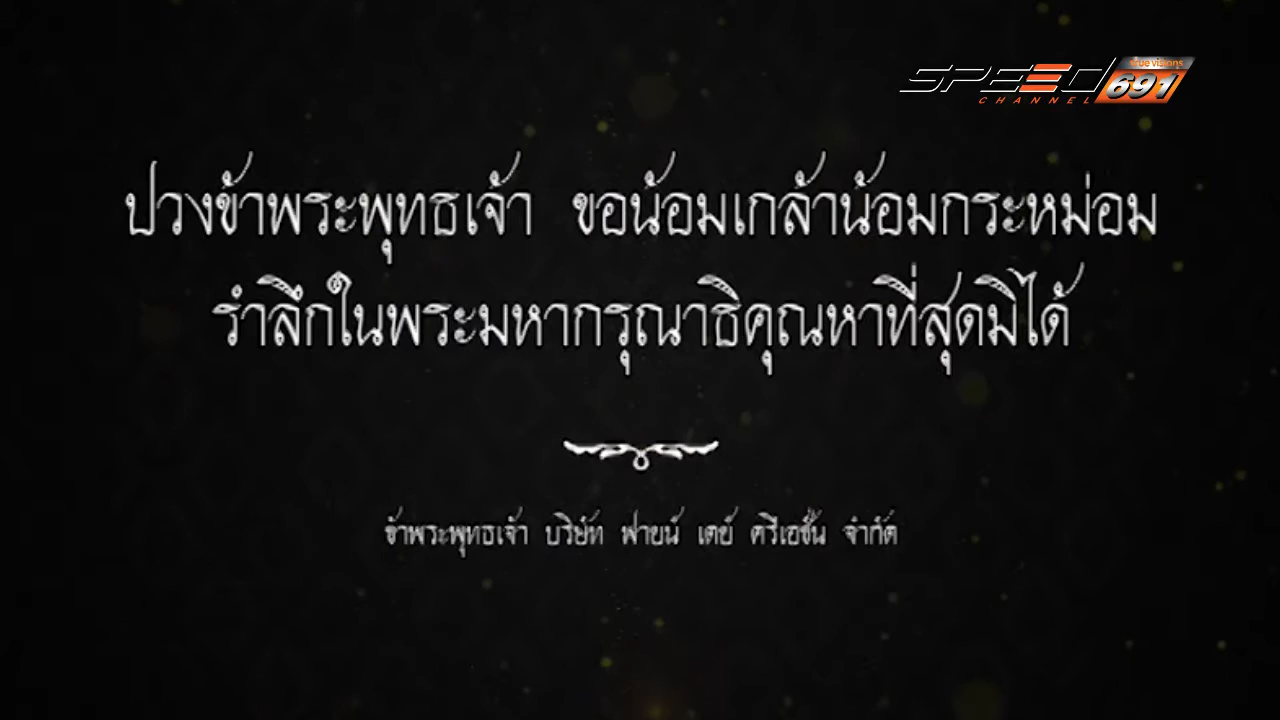 SPEED
CHANNEL
true visions
691
ปวงข้าพระพุทธเจ้า ขอน้อมเกล้าน้อมกระหม่อม
รำลึกในพระมหากรุณาธิคุณหาที่สุดมิได้
ข้าพระพุทธเจ้า บริษัท ฟายน์ เดย์ ครีเอชั่น จำกัด